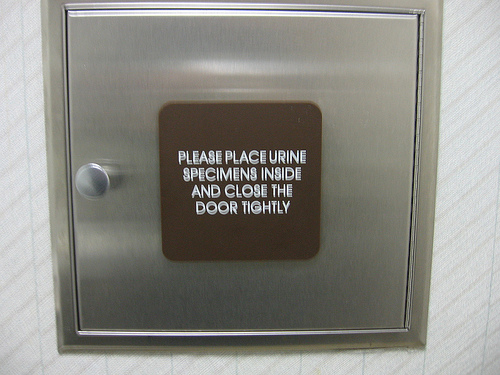 PLEASE PLACE URINE
SPECIMENS INSIDE
AND CLOSE THE
DOOR TIGHTLY